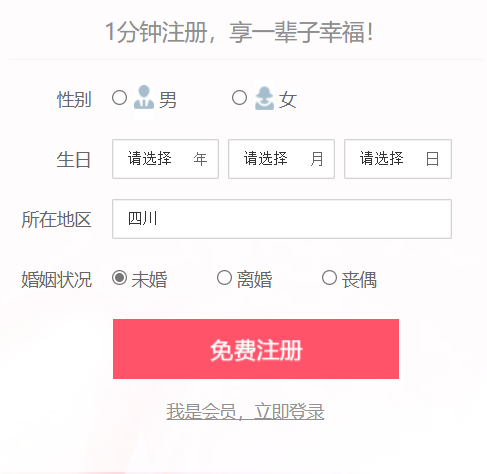 1分钟注册，享一辈子幸福！
性别 男 女
生日 请选择 年 请选择 月 请选择 日
所在地区 四川
婚姻状况 未婚 离婚 丧偶
免费注册
我是会员，立即登录